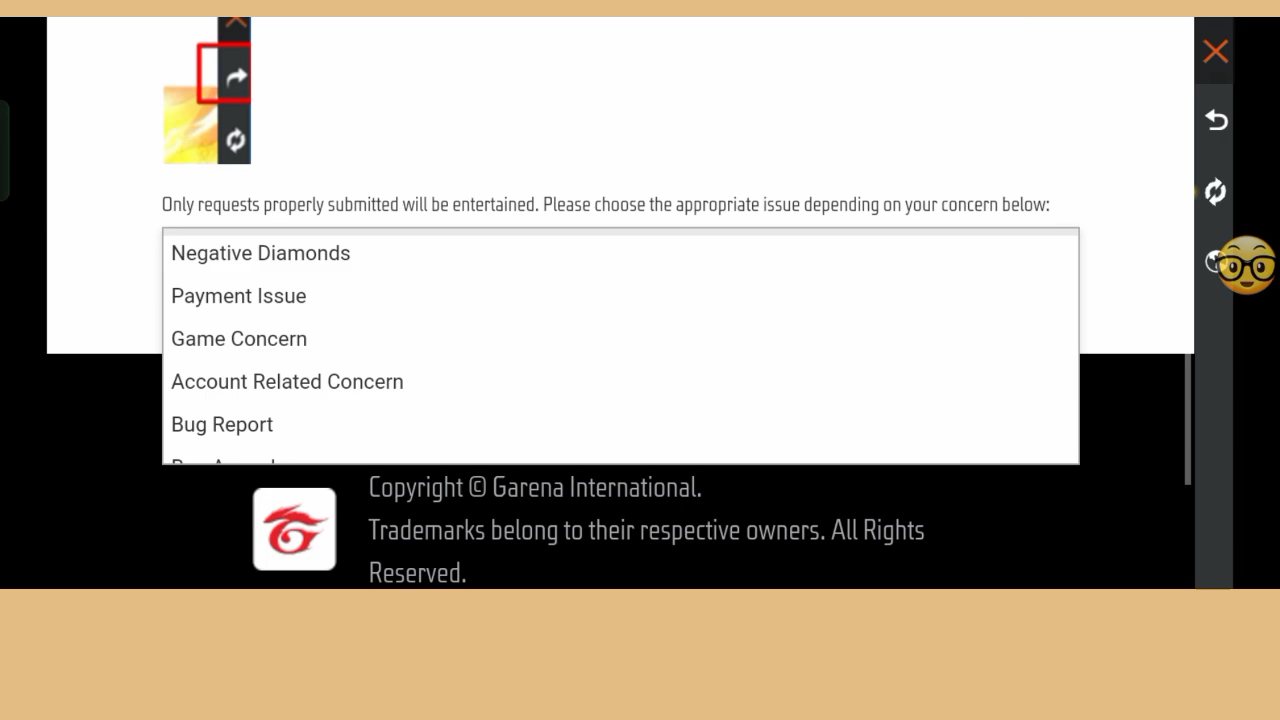 Only requests properly submitted will be entertained. Please choose the appropriate issue depending on your concern below:
Negative Diamonds
Payment Issue
Game Concern
Account Related Concern
Bug Report
Copyright © Garena International.
Trademarks belong to their respective owners. All Rights
Reserved.